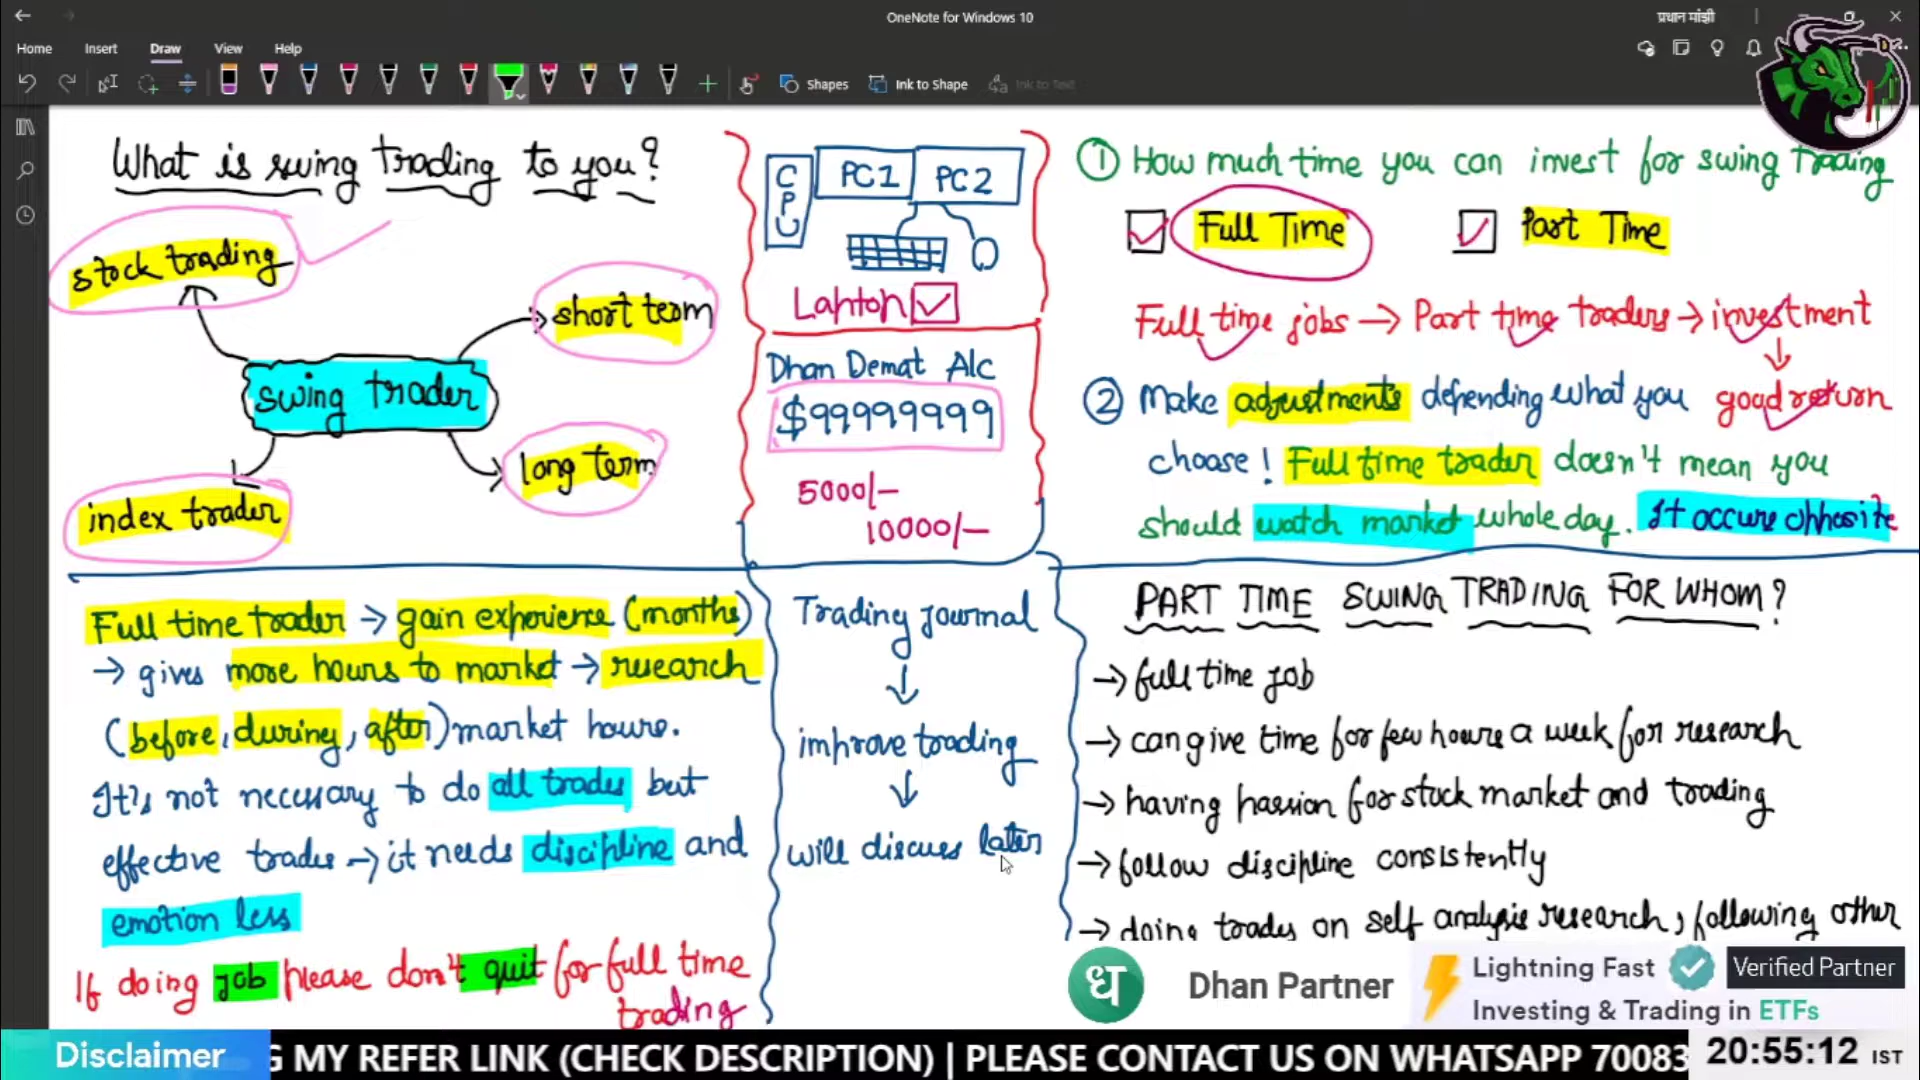 OneNote for Windows 10
प्रधान मांझी
Home Insert Draw View Help
Shapes Ink to Shape Ink to Text
What is swing trading to you?
stock trading
short term
swing trader
long term
index trader
CPU PC1 PC2
Laptop
Dhan Demat A/c
$99999999
5000/-
10000/-
① How much time you can invest for swing trading
Full Time Part Time
Full time jobs → Part time traders → investment
↓
② Make adjustments depending what you good return
choose! Full time trader doesn't mean you
should watch market whole day. It occurs opposite
Full time trader → gain experience (months)
→ gives more hours to market → research
(before, during, after) market hours.
It's not necessary to do all trades but
effective trades → it needs discipline and
emotion less
If doing job please don't quit for full time
trading
Trading journal
↓
improve trading
↓
will discuss later
PART TIME SWING TRADING FOR WHOM?
→ full time job
→ can give time for few hours a week for research
→ having passion for stock market and trading
→ follow discipline consistently
→ doing trades on self analysis research, following other
ध Dhan Partner
Lightning Fast Verified Partner
Investing & Trading in ETFs
Disclaimer
G MY REFER LINK (CHECK DESCRIPTION) | PLEASE CONTACT US ON WHATSAPP 70083
20:55:12 IST